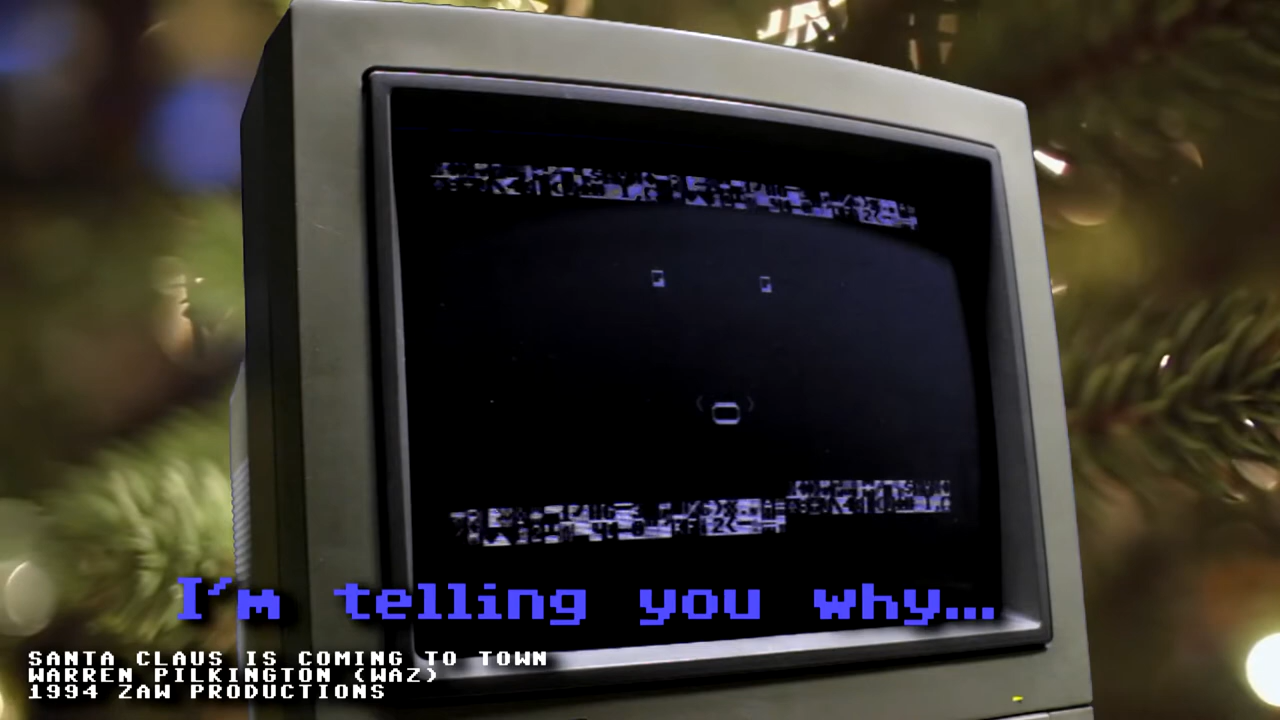 I'm telling you why...
SANTA CLAUS IS COMING TO TOWN
WARREN PILKINGTON (WAZ)
1994 ZAW PRODUCTIONS